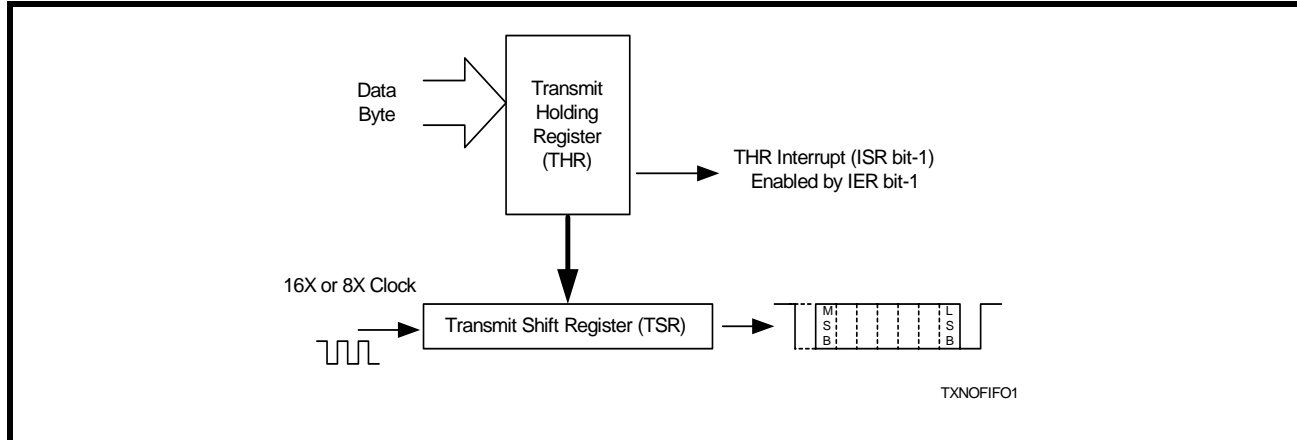 Data
Byte
Transmit
Holding
Register
(THR)
THR Interrupt (ISR bit-1)
Enabled by IER bit-1
16X or 8X Clock
Transmit Shift Register (TSR)
M
S
B
L
S
B
TXNOFIFO1